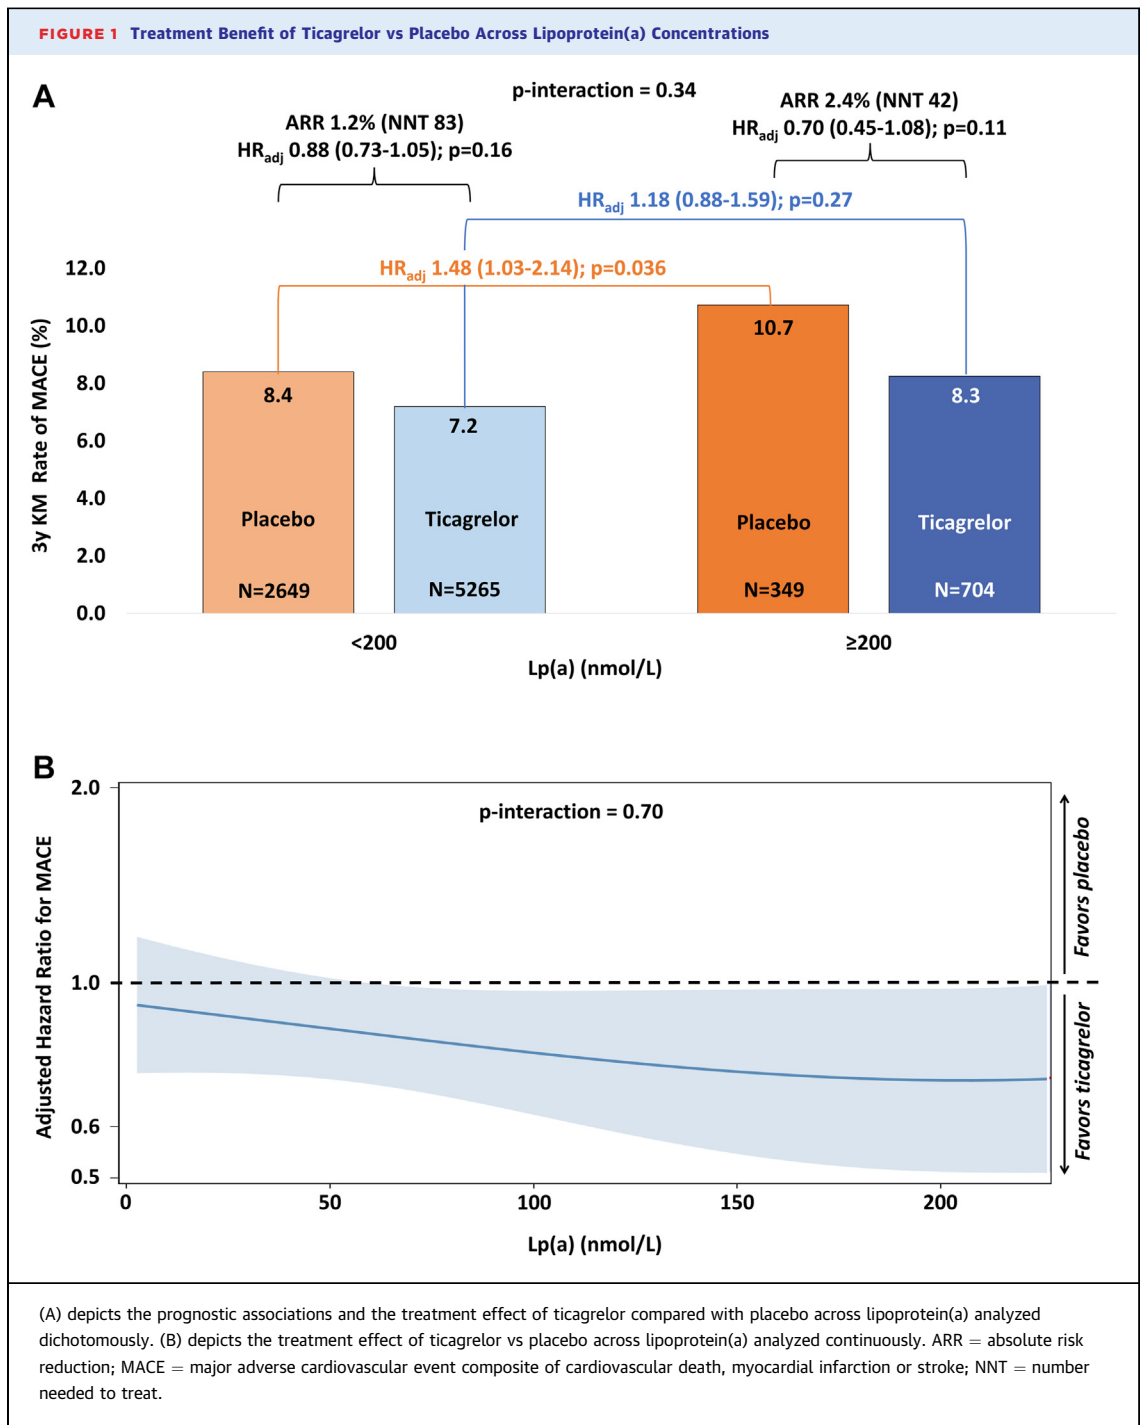 FIGURE 1 Treatment Benefit of Ticagrelor vs Placebo Across Lipoprotein(a) Concentrations
A
p-interaction = 0.34
ARR 1.2% (NNT 83)
HRadj 0.88 (0.73-1.05); p=0.16
ARR 2.4% (NNT 42)
HRadj 0.70 (0.45-1.08); p=0.11
HRadj 1.18 (0.88-1.59); p=0.27
HRadj 1.48 (1.03-2.14); p=0.036
3y KM Rate of MACE (%)
12.0
10.0
8.0
6.0
4.0
2.0
0.0
8.4
Placebo
N=2649
7.2
Ticagrelor
N=5265
10.7
Placebo
N=349
8.3
Ticagrelor
N=704
<200
≥200
Lp(a) (nmol/L)
B
p-interaction = 0.70
Adjusted Hazard Ratio for MACE
2.0
1.0
0.6
0.5
Favors placebo
Favors ticagrelor
0
50
100
150
200
Lp(a) (nmol/L)
(A) depicts the prognostic associations and the treatment effect of ticagrelor compared with placebo across lipoprotein(a) analyzed
dichotomously. (B) depicts the treatment effect of ticagrelor vs placebo across lipoprotein(a) analyzed continuously. ARR = absolute risk
reduction; MACE = major adverse cardiovascular event composite of cardiovascular death, myocardial infarction or stroke; NNT = number
needed to treat.